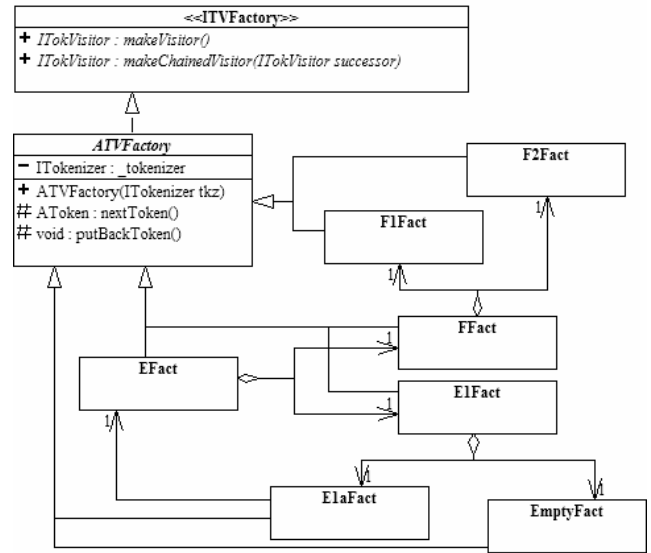 <<ITVFactory>>
+ ITokVisitor : makeVisitor()
+ ITokVisitor : makeChainedVisitor(ITokVisitor successor)
ATVFactory
− ITokenizer : _tokenizer
+ ATVFactory(ITokenizer tkz)
# AToken : nextToken()
# void : putBackToken()
F2Fact
1
F1Fact
1
FFact
1
EFact
E1Fact
1
1
E1aFact
1
EmptyFact
1